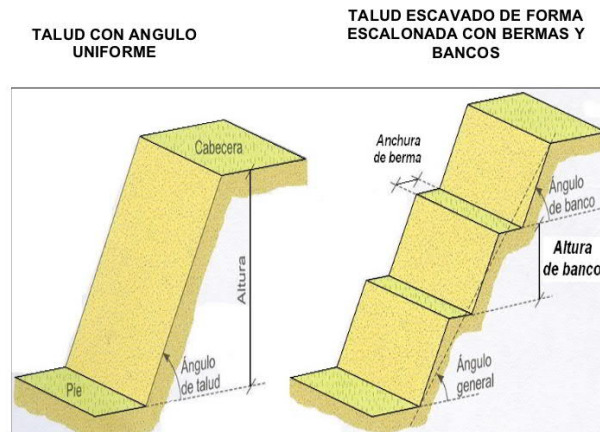 TALUD CON ANGULO
UNIFORME
TALUD ESCAVADO DE FORMA
ESCALONADA CON BERMAS Y
BANCOS
Cabecera
Altura
Ángulo
de talud
Pie
Anchura
de berma
Ángulo
de banco
Altura
de banco
Ángulo
general